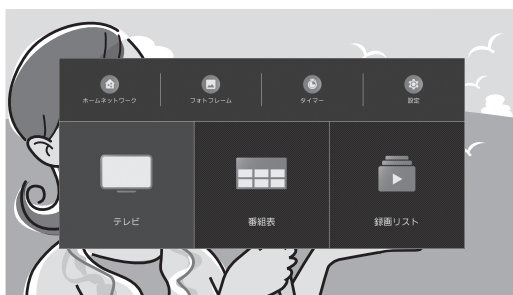 ホームネットワーク
フォトフレーム
タイマー
設定
テレビ
番組表
録画リスト